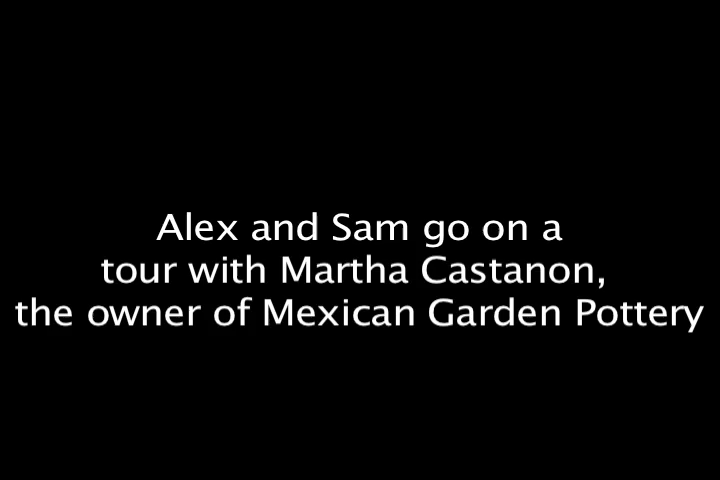 Alex and Sam go on a
tour with Martha Castanon,
the owner of Mexican Garden Pottery